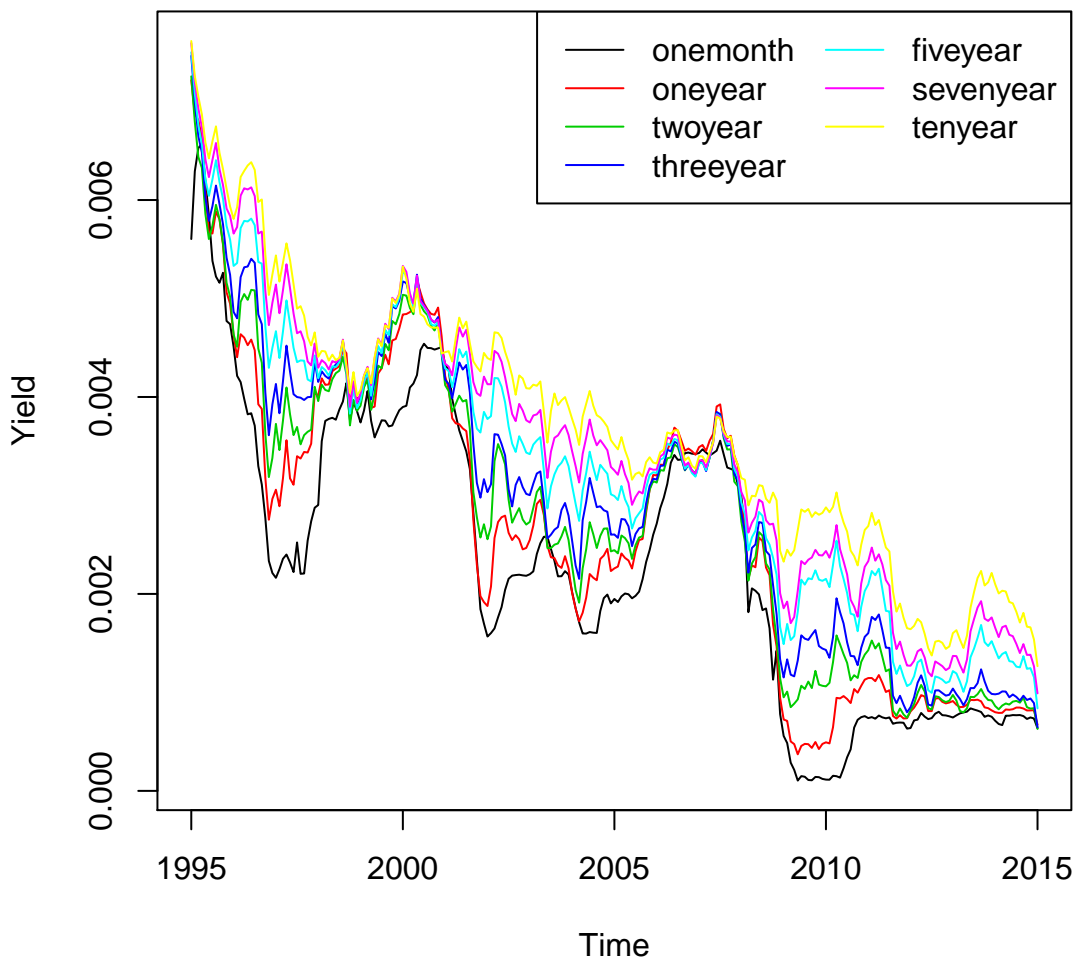 onemonth
oneyear
twoyear
threeyear
fiveyear
sevenyear
tenyear
Yield
0.006
0.004
0.002
0.000
1995 2000 2005 2010 2015
Time